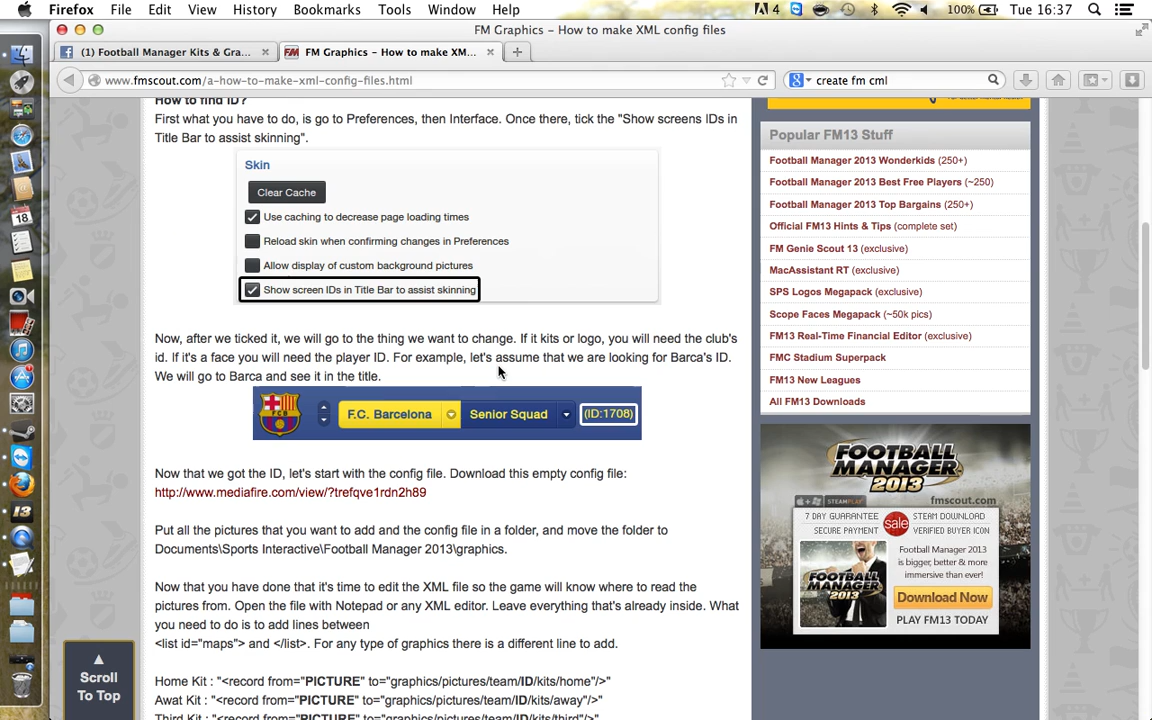 Firefox File Edit View History Bookmarks Tools Window Help
4 100% Tue 16:37
FM Graphics – How to make XML config files
(1) Football Manager Kits & Gra...
FM Graphics – How to make XM...
www.fmscout.com/a-how-to-make-xml-config-files.html
create fm cml
How to find ID?
First what you have to do, is go to Preferences, then Interface. Once there, tick the "Show screens IDs in
Title Bar to assist skinning".
Skin
Clear Cache
Use caching to decrease page loading times
Reload skin when confirming changes in Preferences
Allow display of custom background pictures
Show screen IDs in Title Bar to assist skinning
Now, after we ticked it, we will go to the thing we want to change. If it kits or logo, you will need the club's
id. If it's a face you will need the player ID. For example, let's assume that we are looking for Barca's ID.
We will go to Barca and see it in the title.
F.C. Barcelona Senior Squad (ID:1708)
Now that we got the ID, let's start with the config file. Download this empty config file:
http://www.mediafire.com/view/?trefqve1rdn2h89
Put all the pictures that you want to add and the config file in a folder, and move the folder to
Documents\Sports Interactive\Football Manager 2013\graphics.
Now that you have done that it's time to edit the XML file so the game will know where to read the
pictures from. Open the file with Notepad or any XML editor. Leave everything that's already inside. What
you need to do is to add lines between
<list id="maps"> and </list>. For any type of graphics there is a different line to add.
Home Kit : "<record from="PICTURE" to="graphics/pictures/team/ID/kits/home"/>"
Awat Kit : "<record from="PICTURE" to="graphics/pictures/team/ID/kits/away"/>"
Third Kit : "<record from="PICTURE" to="graphics/pictures/team/ID/kits/third"/>"
Scroll
To Top
Popular FM13 Stuff
Football Manager 2013 Wonderkids (250+)
Football Manager 2013 Best Free Players (~250)
Football Manager 2013 Top Bargains (250+)
Official FM13 Hints & Tips (complete set)
FM Genie Scout 13 (exclusive)
MacAssistant RT (exclusive)
SPS Logos Megapack (exclusive)
Scope Faces Megapack (~50k pics)
FM13 Real-Time Financial Editor (exclusive)
FMC Stadium Superpack
FM13 New Leagues
All FM13 Downloads
FOOTBALL
MANAGER
2013
fmscout.com
7 DAY GUARANTEE sale STEAM DOWNLOAD
SECURE PAYMENT VERIFIED BUYER ICON
Football Manager 2013
is bigger, better & more
immersive than ever!
Download Now
PLAY FM13 TODAY
18
13